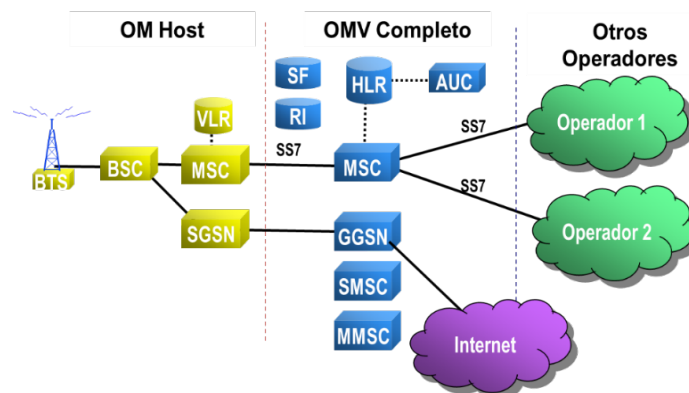 OM Host
OMV Completo
Otros
Operadores
SF
HLR
AUC
VLR
RI
SS7
Operador 1
BTS
BSC
MSC
SS7
MSC
SS7
SGSN
GGSN
Operador 2
SMSC
MMSC
Internet